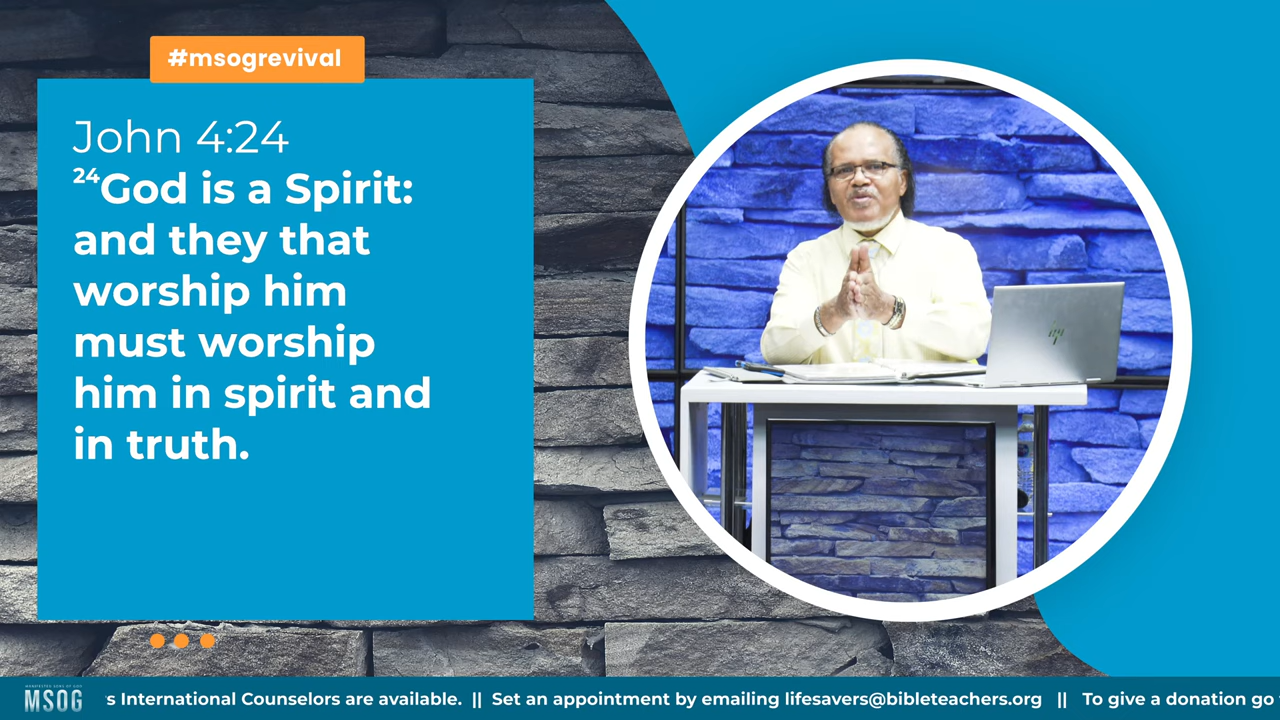 #msogrevival
John 4:24
24God is a Spirit:
and they that
worship him
must worship
him in spirit and
in truth.
hp
MSOG
's International Counselors are available. || Set an appointment by emailing lifesavers@bibleteachers.org || To give a donation go